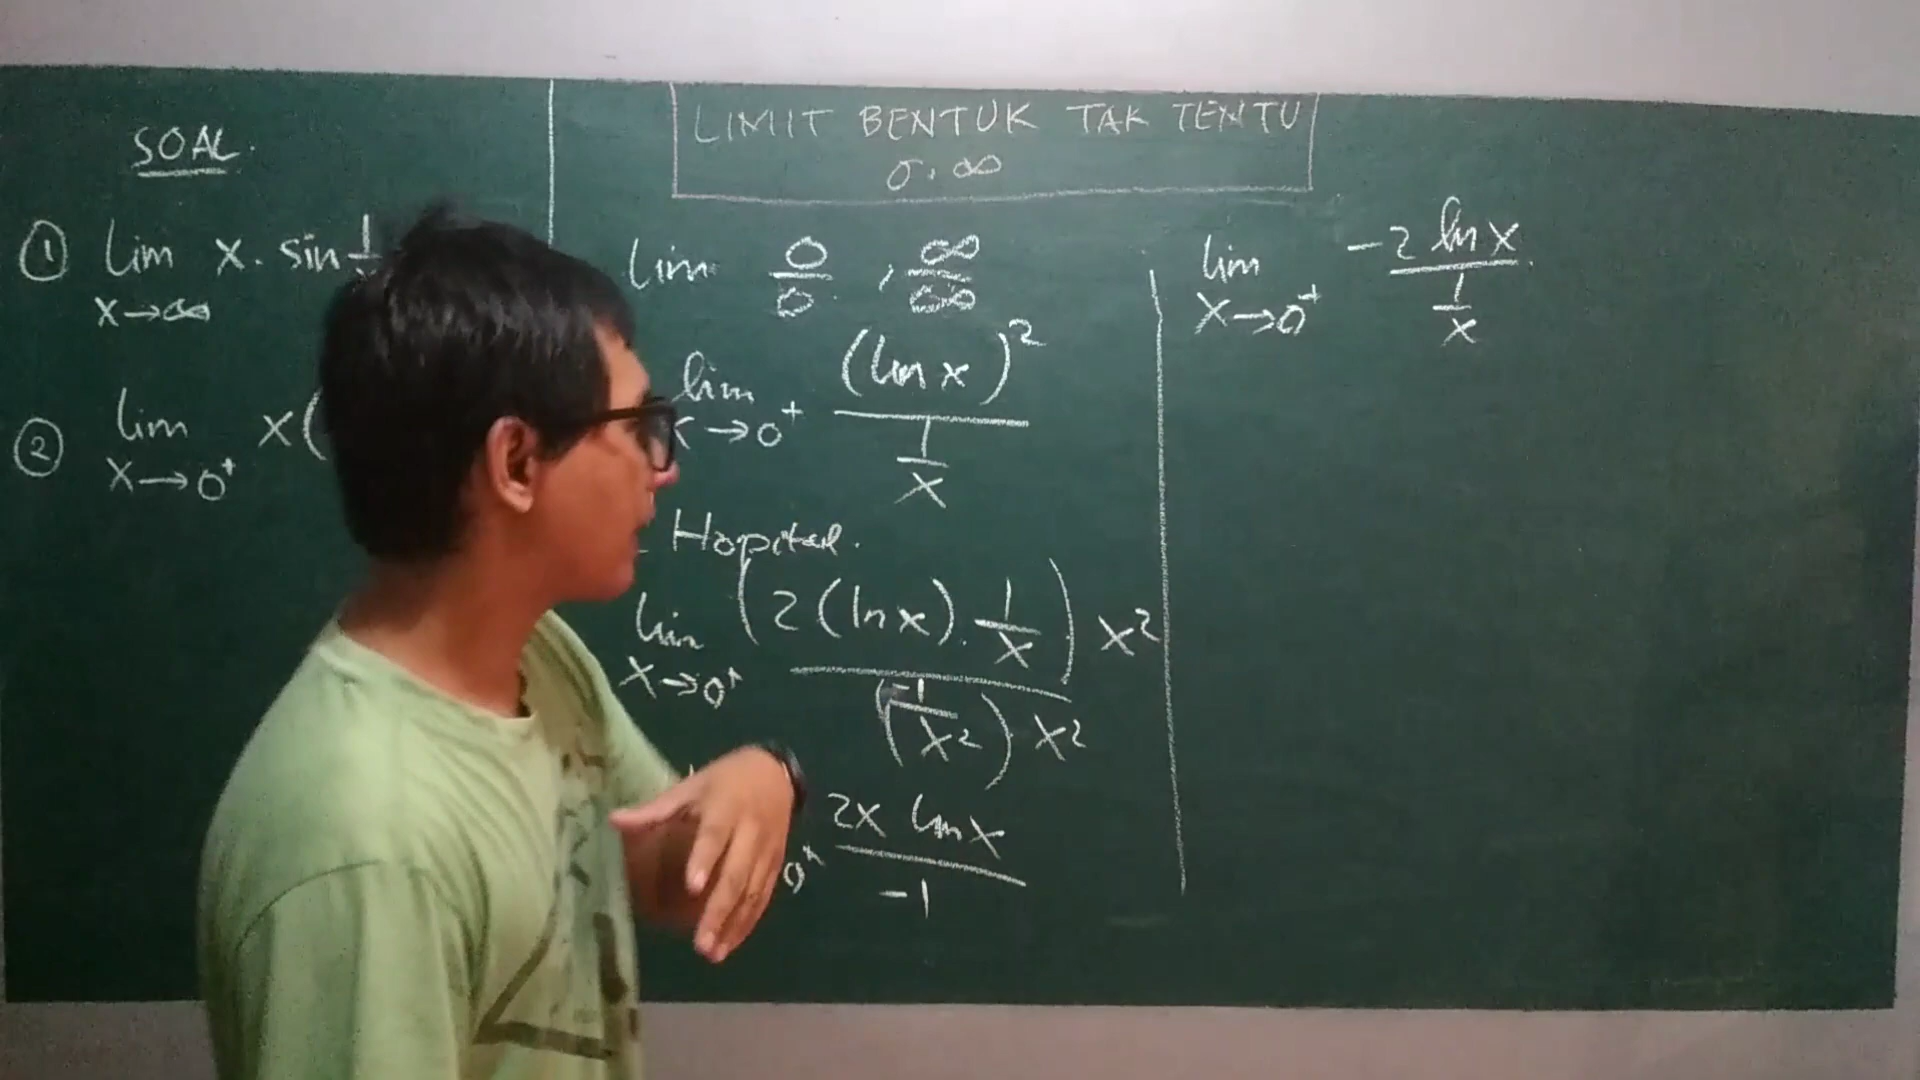 SOAL.
① lim x. sin 1
x→∞
② lim x(
x→0⁺
LIMIT BENTUK TAK TENTU
0.∞
lim 0/0 , ∞/∞
lim (ln x)² / (1/x)
x→0⁺
Hopital.
lim (2(ln x). 1/x) x² / (-1/x²) x²
x→0⁺
0⁺ 2x ln x / -1
lim -2 ln x / (1/x)
x→0⁺